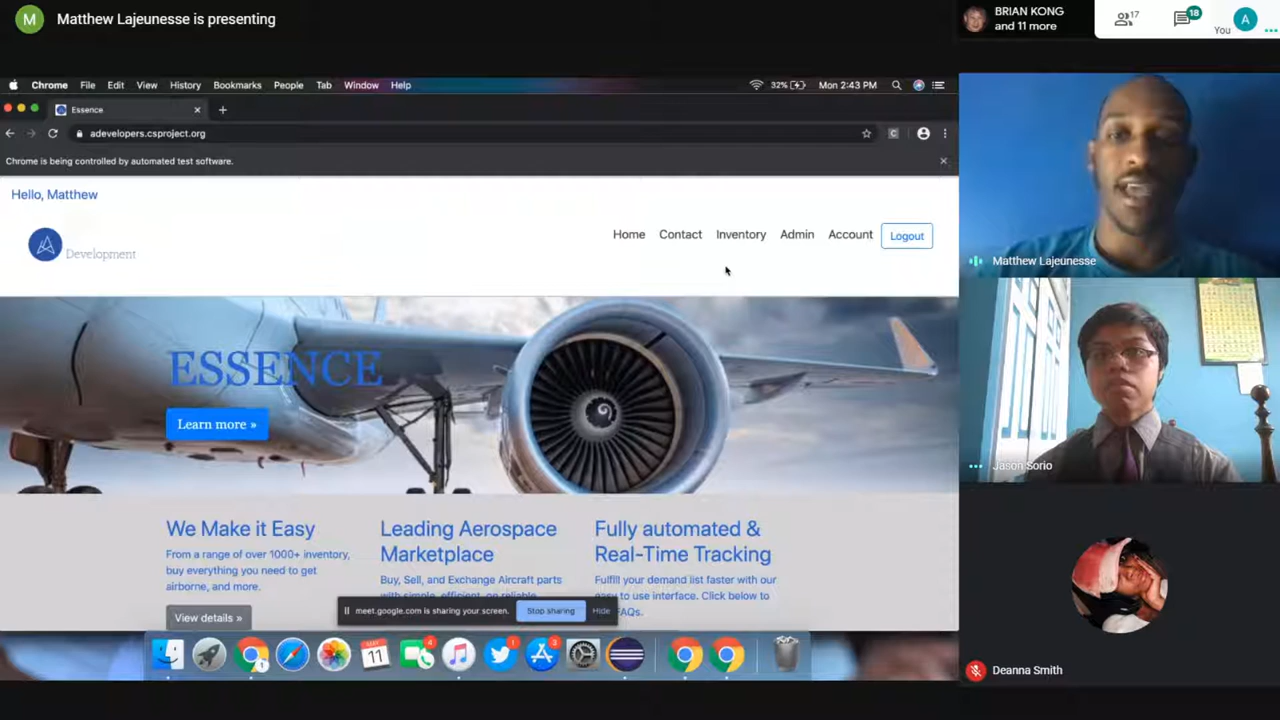 M Matthew Lajeunesse is presenting
BRIAN KONG
and 11 more
17
18
You
A
Chrome File Edit View History Bookmarks People Tab Window Help
32% Mon 2:43 PM
Essence
adevelopers.csproject.org
C
Chrome is being controlled by automated test software.
Hello, Matthew
Development
Home Contact Inventory Admin Account Logout
ESSENCE
Learn more »
We Make it Easy
From a range of over 1000+ inventory,
buy everything you need to get
airborne, and more.
View details »
Leading Aerospace
Marketplace
Buy, Sell, and Exchange Aircraft parts
with simple, efficient, on reliable
Fully automated &
Real-Time Tracking
Fulfill your demand list faster with our
easy to use interface. Click below to
FAQs.
meet.google.com is sharing your screen. Stop sharing Hide
MAY
11
4
1
3
Matthew Lajeunesse
Jason Sorio
Deanna Smith